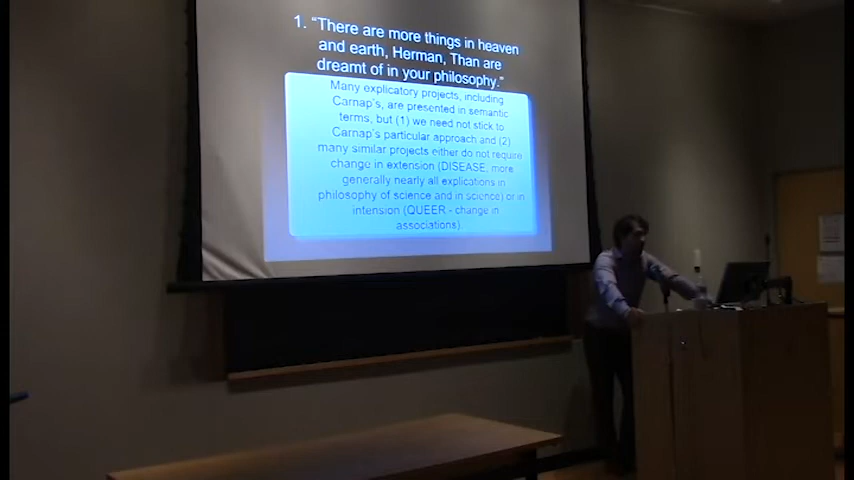 1. “There are more things in heaven
and earth, Herman, Than are
dreamt of in your philosophy.”
Many explicatory projects, including
Carnap's, are presented in semantic
terms, but (1) we need not stick to
Carnap's particular approach and (2)
many similar projects either do not require
change in extension (DISEASE, more
generally nearly all explications in
philosophy of science and in science) or in
intension (QUEER - change in
associations).